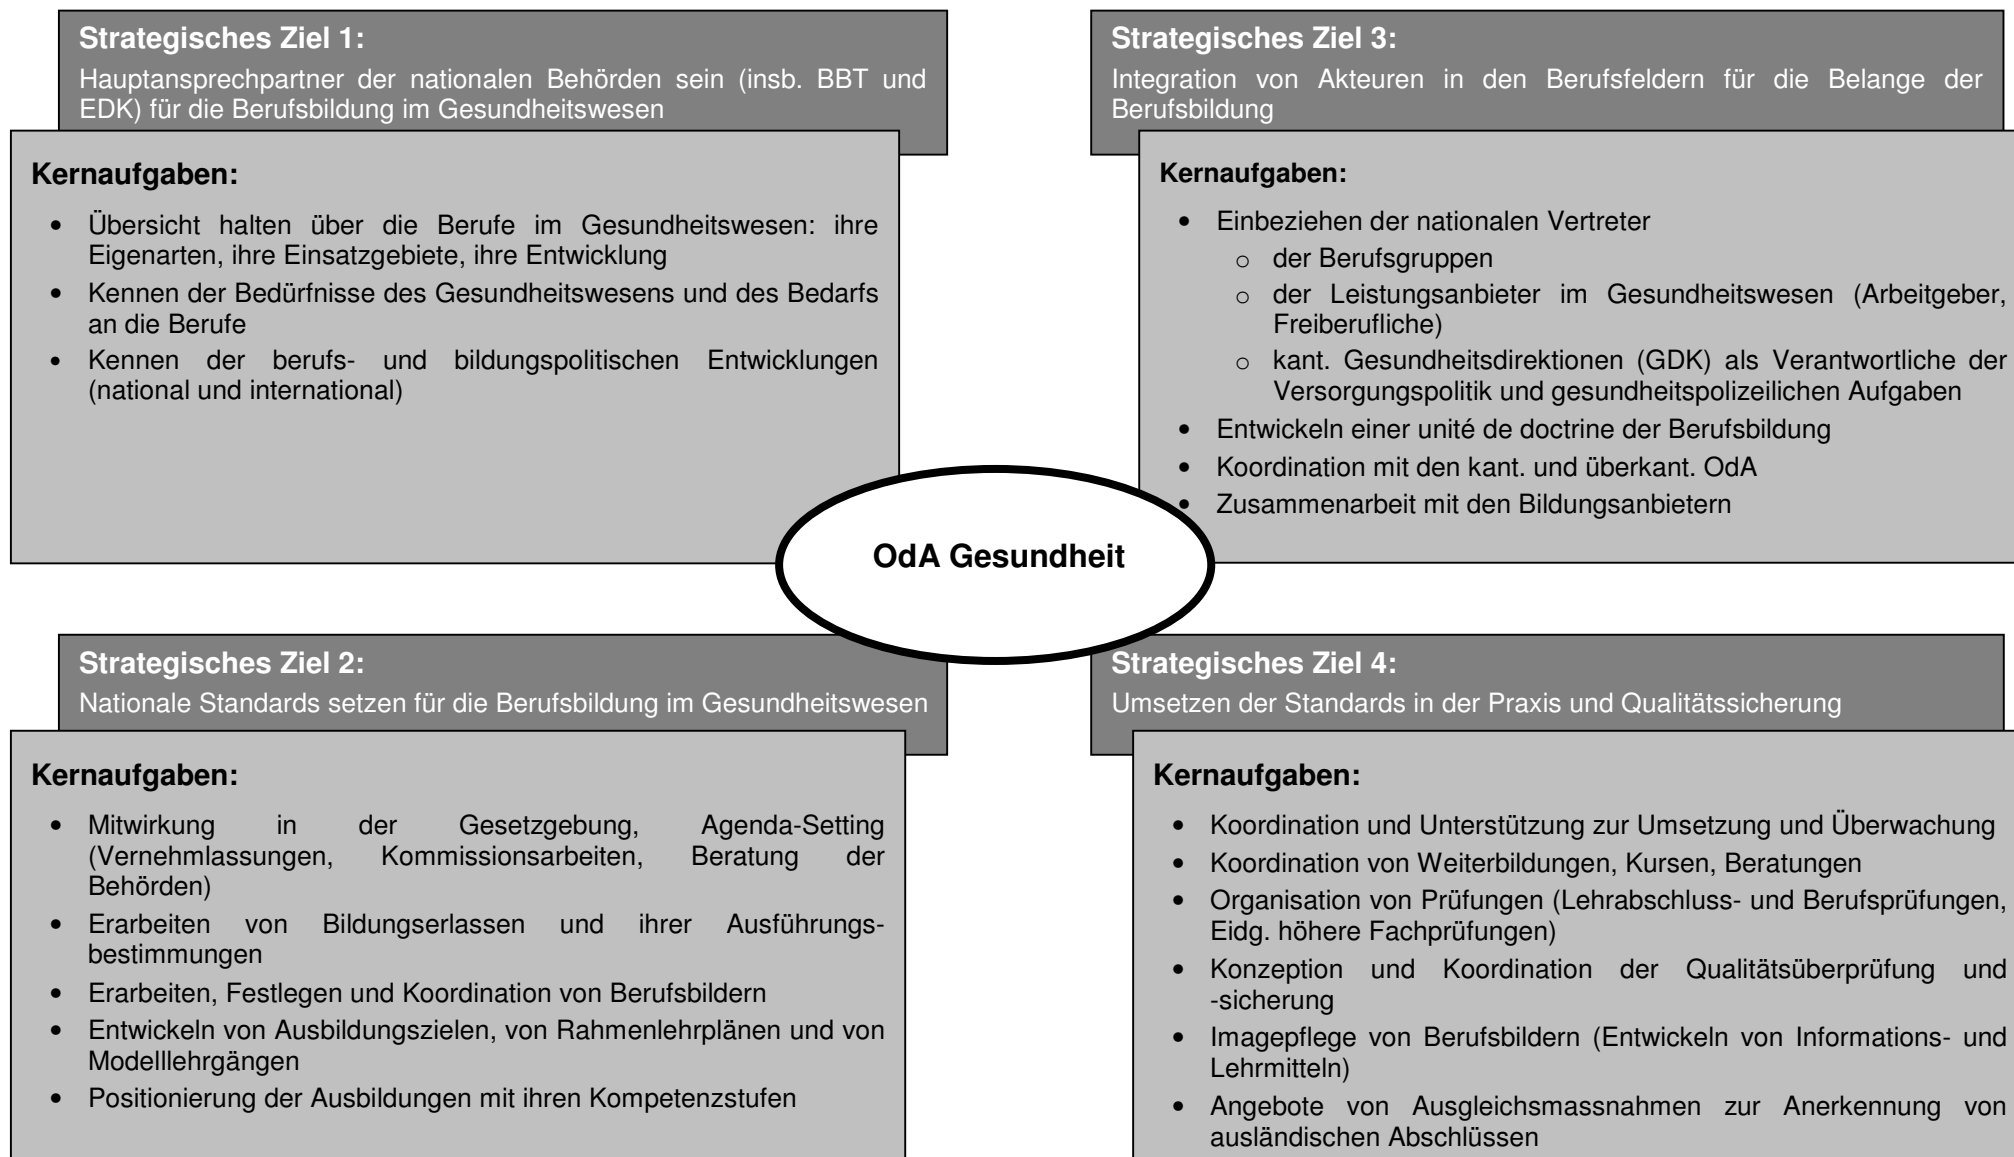 Strategisches Ziel 1:
Hauptansprechpartner der nationalen Behörden sein (insb. BBT und
EDK) für die Berufsbildung im Gesundheitswesen
Kernaufgaben:
• Übersicht halten über die Berufe im Gesundheitswesen: ihre
Eigenarten, ihre Einsatzgebiete, ihre Entwicklung
• Kennen der Bedürfnisse des Gesundheitswesens und des Bedarfs
an die Berufe
• Kennen der berufs- und bildungspolitischen Entwicklungen
(national und international)
Strategisches Ziel 3:
Integration von Akteuren in den Berufsfeldern für die Belange der
Berufsbildung
Kernaufgaben:
• Einbeziehen der nationalen Vertreter
o der Berufsgruppen
o der Leistungsanbieter im Gesundheitswesen (Arbeitgeber,
Freiberufliche)
o kant. Gesundheitsdirektionen (GDK) als Verantwortliche der
Versorgungspolitik und gesundheitspolizeilichen Aufgaben
• Entwickeln einer unité de doctrine der Berufsbildung
• Koordination mit den kant. und überkant. OdA
• Zusammenarbeit mit den Bildungsanbietern
OdA Gesundheit
Strategisches Ziel 2:
Nationale Standards setzen für die Berufsbildung im Gesundheitswesen
Kernaufgaben:
• Mitwirkung in der Gesetzgebung, Agenda-Setting
(Vernehmlassungen, Kommissionsarbeiten, Beratung der
Behörden)
• Erarbeiten von Bildungserlassen und ihrer Ausführungs-
bestimmungen
• Erarbeiten, Festlegen und Koordination von Berufsbildern
• Entwickeln von Ausbildungszielen, von Rahmenlehrplänen und von
Modelllehrgängen
• Positionierung der Ausbildungen mit ihren Kompetenzstufen
Strategisches Ziel 4:
Umsetzen der Standards in der Praxis und Qualitätssicherung
Kernaufgaben:
• Koordination und Unterstützung zur Umsetzung und Überwachung
• Koordination von Weiterbildungen, Kursen, Beratungen
• Organisation von Prüfungen (Lehrabschluss- und Berufsprüfungen,
Eidg. höhere Fachprüfungen)
• Konzeption und Koordination der Qualitätsüberprüfung und
-sicherung
• Imagepflege von Berufsbildern (Entwickeln von Informations- und
Lehrmitteln)
• Angebote von Ausgleichsmassnahmen zur Anerkennung von
ausländischen Abschlüssen